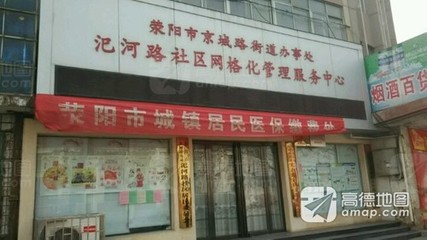 荥阳市京城路街道办事处
汜河路社区网格化管理服务中心
荥阳市城镇居民医保缴费处
烟酒百货
高德地图
amap.com